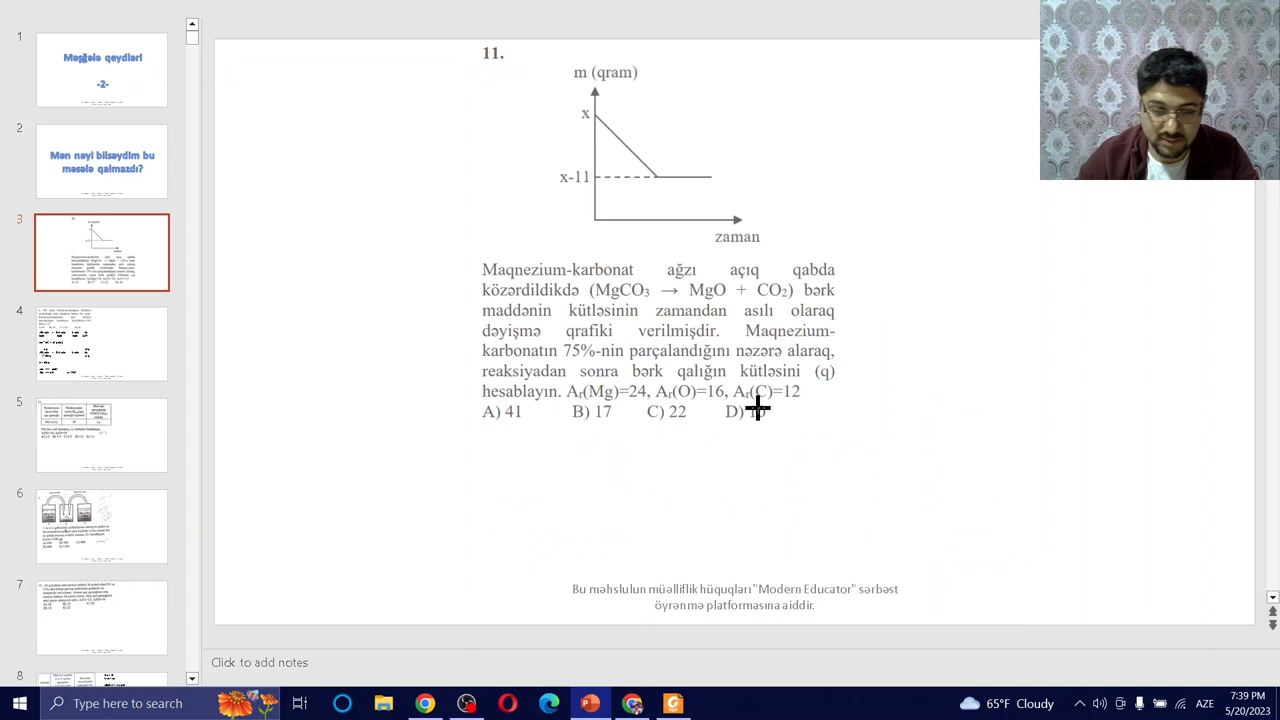 1
Məşğələ qeydləri
-2-
2
Mən nəyi bilsəydim bu
məsələ qalmazdı?
3
4
5
6
7
8
11.
m (qram)
x
x-11
zaman
Maqnezium-karbonat ağzı açıq qabda
közərdildikdə (MgCO₃ → MgO + CO₂) bərk
maddənin kütləsinin zamandan asılı olaraq
dəyişmə qrafiki verilmişdir. Maqnezium-
karbonatın 75%-nin parçalandığını nəzərə alaraq,
reaksiyadan sonra bərk qalığın kütləsini (q)
hesablayın. Aᵣ(Mg)=24, Aᵣ(O)=16, Aᵣ(C)=12
A) 41 B) 17 C) 22 D)
Bu məhslulun müəlliflik hüquqları "Modern Educator" sərbəst
öyrənmə platformasına aiddir.
Click to add notes
Type here to search
65°F Cloudy
AZE
7:39 PM
5/20/2023